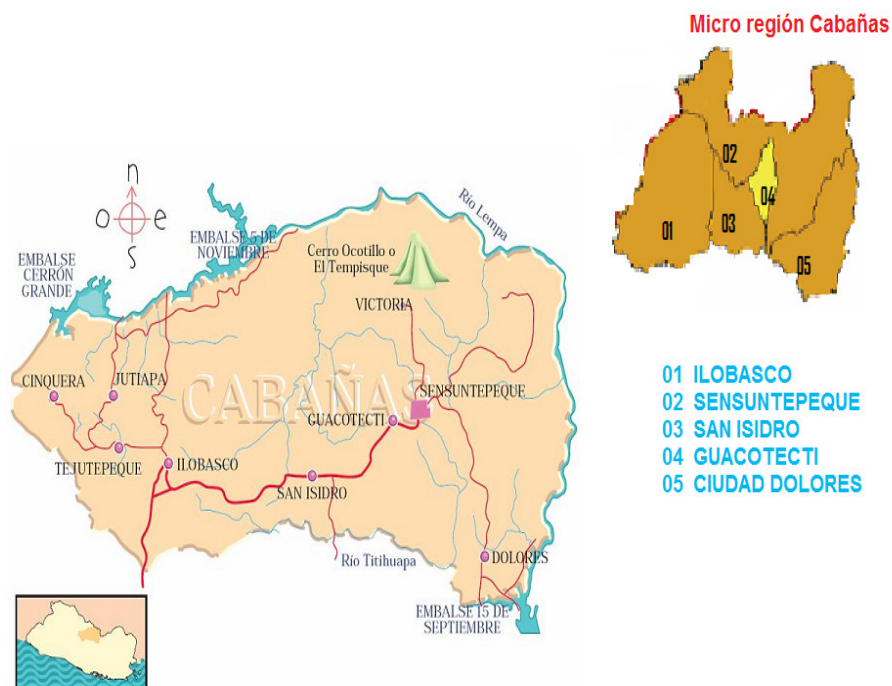 Micro región Cabañas
02
04
01
03
05
n
o e
s
EMBALSE 5 DE
NOVIEMBRE
EMBALSE
CERRÓN
GRANDE
Río Lempa
Cerro Ocotillo o
El Tempisque
VICTORIA
CINQUERA
JUTIAPA
CABAÑAS
SENSUNTEPEQUE
GUACOTECTI
TEJUTEPEQUE
ILOBASCO
SAN ISIDRO
Río Titihuapa
DOLORES
EMBALSE 15 DE
SEPTIEMBRE
01 ILOBASCO
02 SENSUNTEPEQUE
03 SAN ISIDRO
04 GUACOTECTI
05 CIUDAD DOLORES